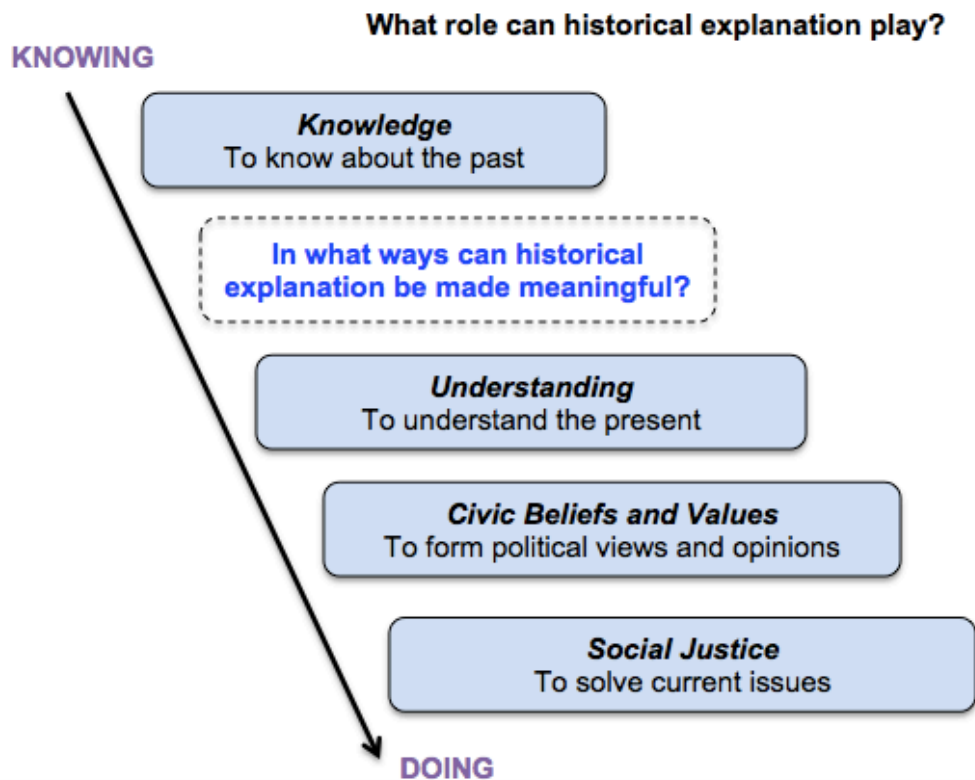 What role can historical explanation play?
KNOWING
Knowledge
To know about the past
In what ways can historical
explanation be made meaningful?
Understanding
To understand the present
Civic Beliefs and Values
To form political views and opinions
Social Justice
To solve current issues
DOING